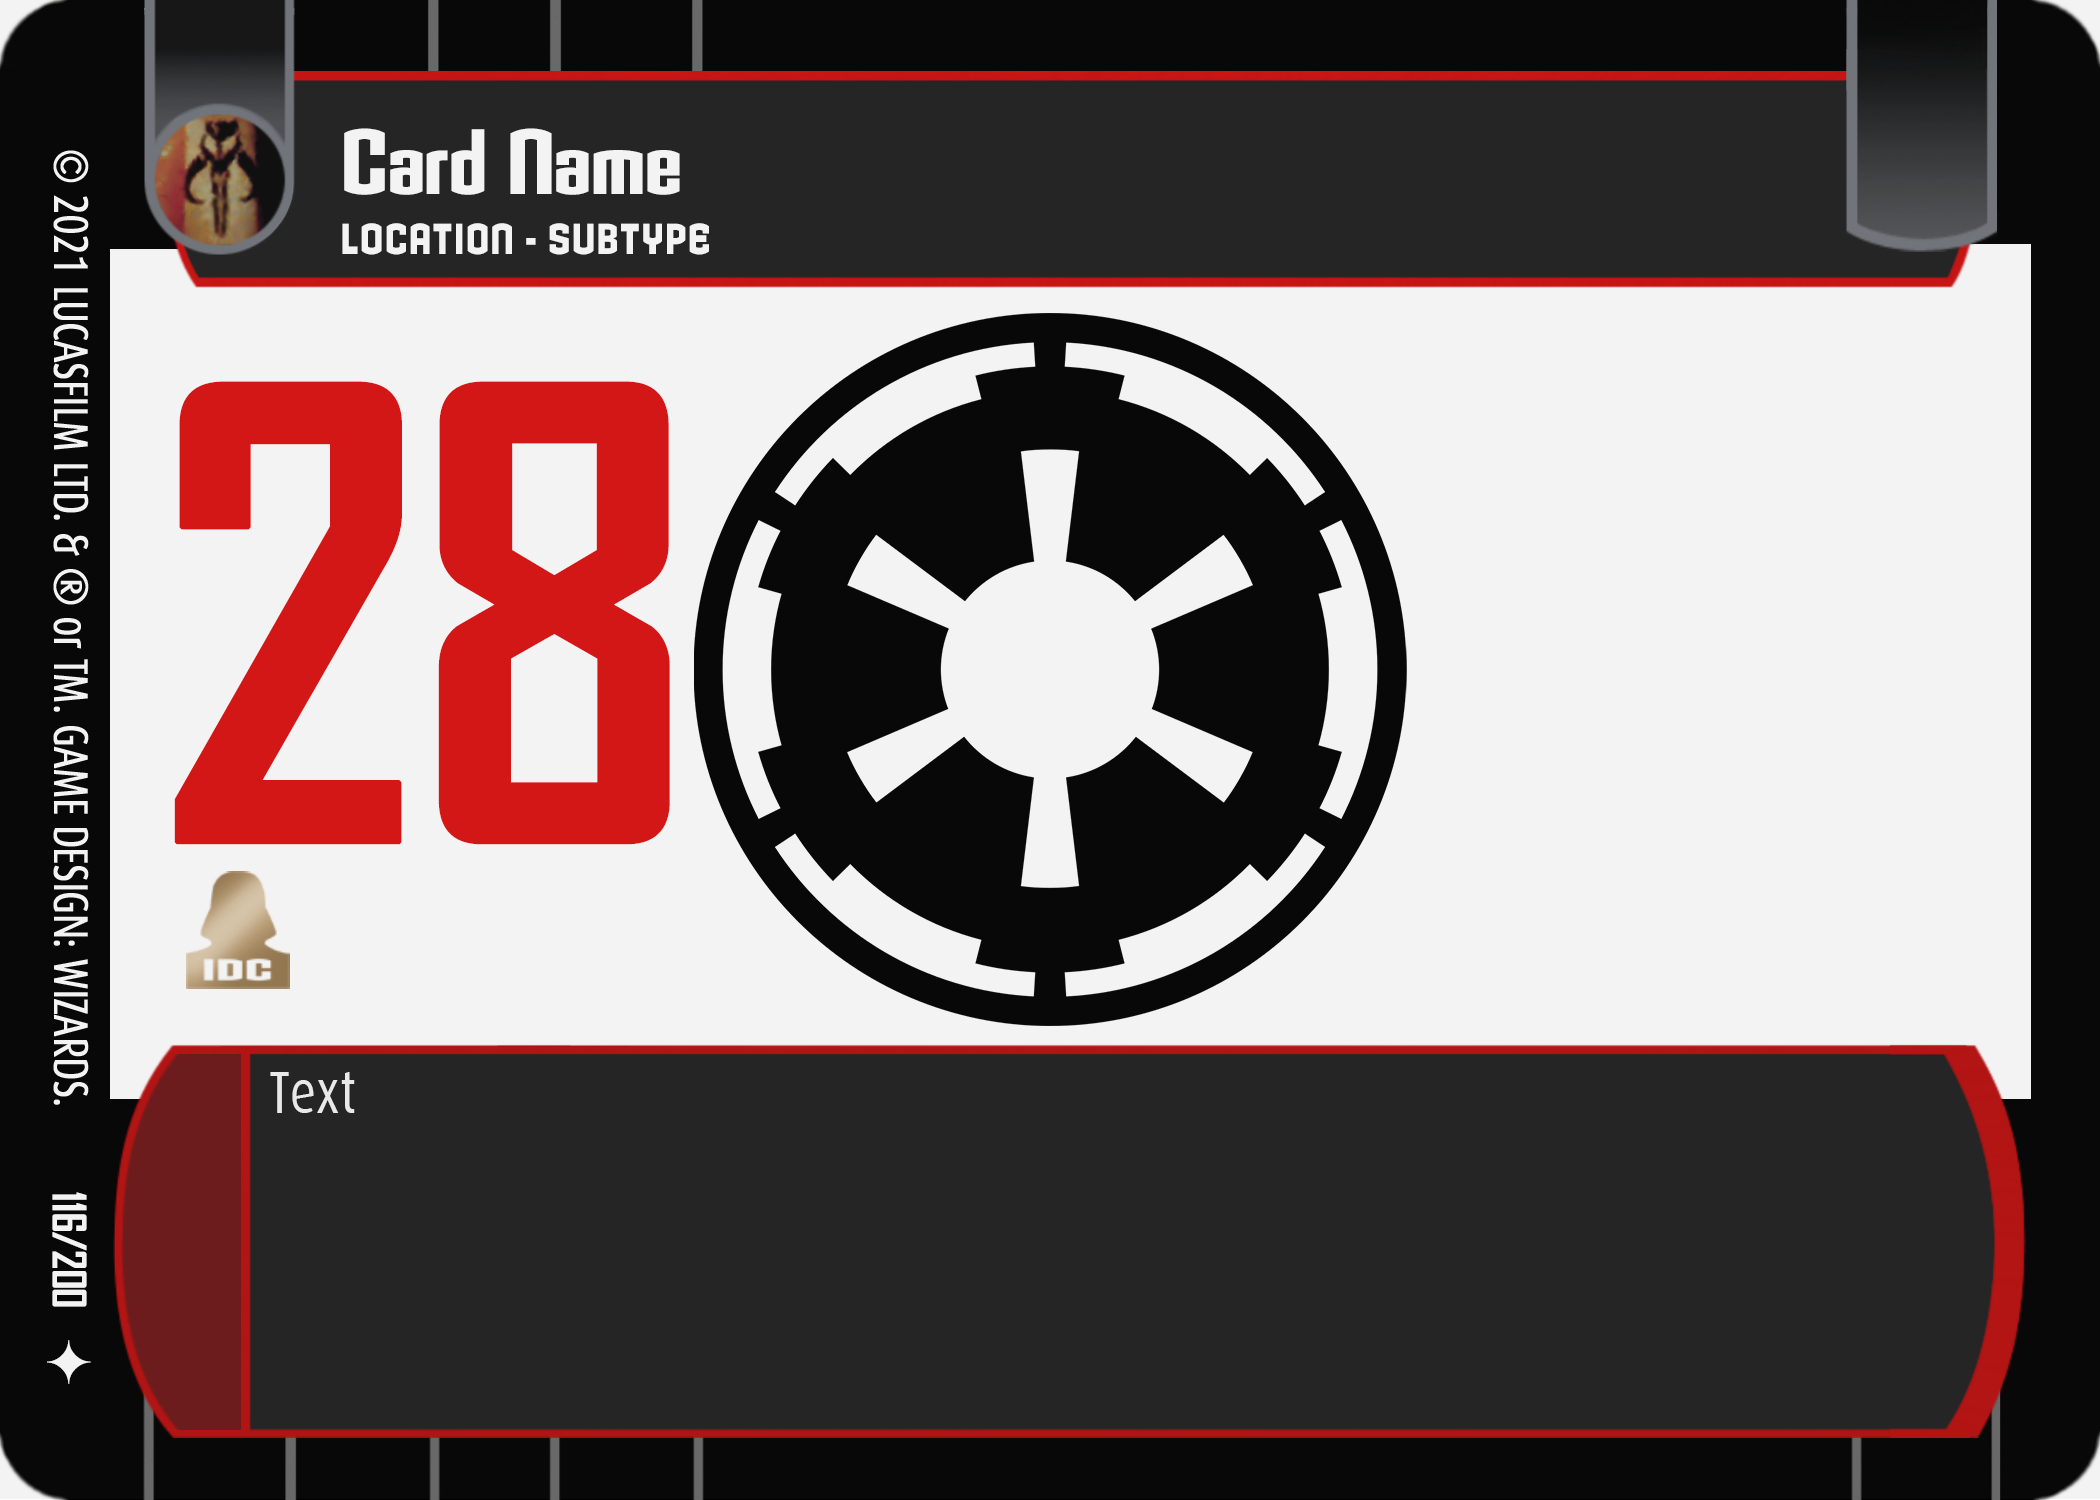 Card Name
LOCATION - SUBTYPE
28
IDC
Text
© 2021 LUCASFILM LTD. & ® or TM. GAME DESIGN: WIZARDS.
116/200